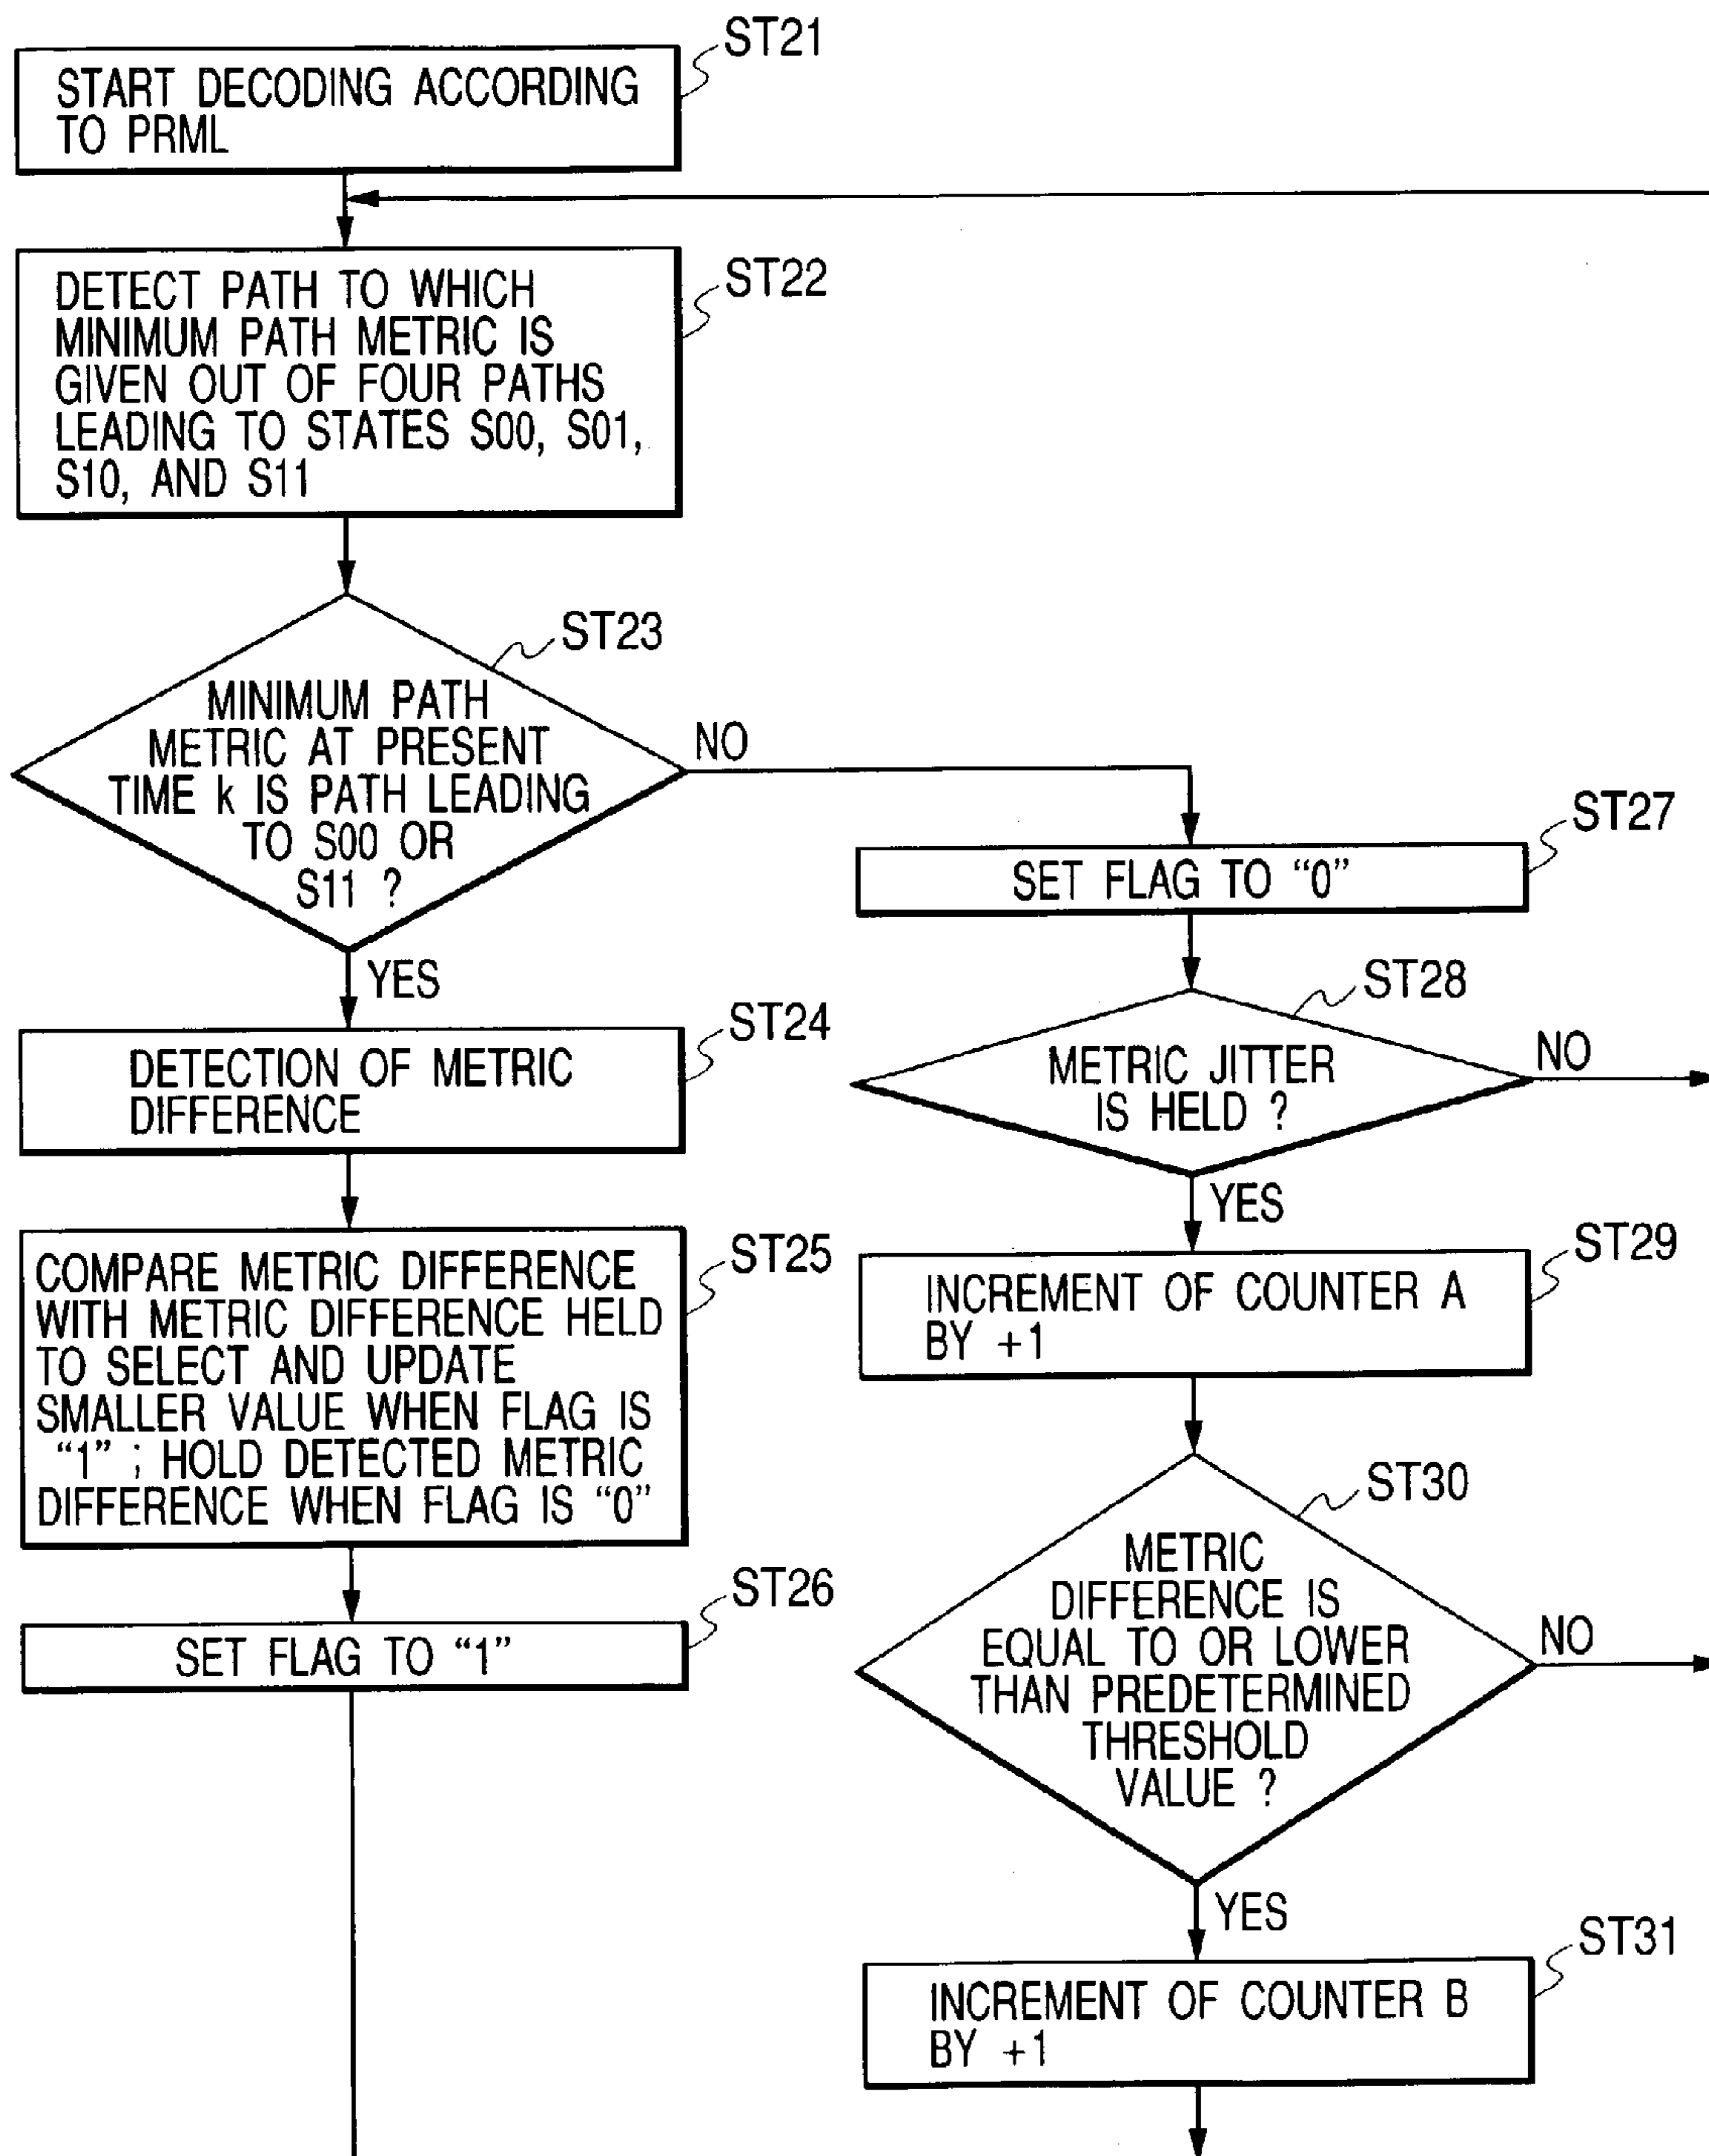 ST21
START DECODING ACCORDING
TO PRML
ST22
DETECT PATH TO WHICH
MINIMUM PATH METRIC IS
GIVEN OUT OF FOUR PATHS
LEADING TO STATES S00, S01,
S10, AND S11
ST23
MINIMUM PATH
METRIC AT PRESENT
TIME k IS PATH LEADING
TO S00 OR
S11 ?
NO
YES
ST24
DETECTION OF METRIC
DIFFERENCE
ST25
COMPARE METRIC DIFFERENCE
WITH METRIC DIFFERENCE HELD
TO SELECT AND UPDATE
SMALLER VALUE WHEN FLAG IS
“1” ; HOLD DETECTED METRIC
DIFFERENCE WHEN FLAG IS “0”
ST26
SET FLAG TO “1”
ST27
SET FLAG TO “0”
ST28
METRIC JITTER
IS HELD ?
NO
YES
ST29
INCREMENT OF COUNTER A
BY +1
ST30
METRIC
DIFFERENCE IS
EQUAL TO OR LOWER
THAN PREDETERMINED
THRESHOLD
VALUE ?
NO
YES
ST31
INCREMENT OF COUNTER B
BY +1